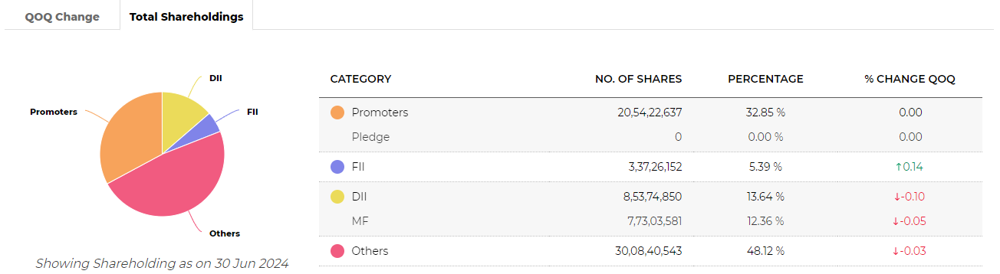 QOQ Change Total Shareholdings
DII
Promoters
FII
Others
Showing Shareholding as on 30 Jun 2024
CATEGORY NO. OF SHARES PERCENTAGE % CHANGE QOQ
Promoters 20,54,22,637 32.85 % 0.00
Pledge 0 0.00 % 0.00
FII 3,37,26,152 5.39 % ↑0.14
DII 8,53,74,850 13.64 % ↓-0.10
MF 7,73,03,581 12.36 % ↓-0.05
Others 30,08,40,543 48.12 % ↓-0.03